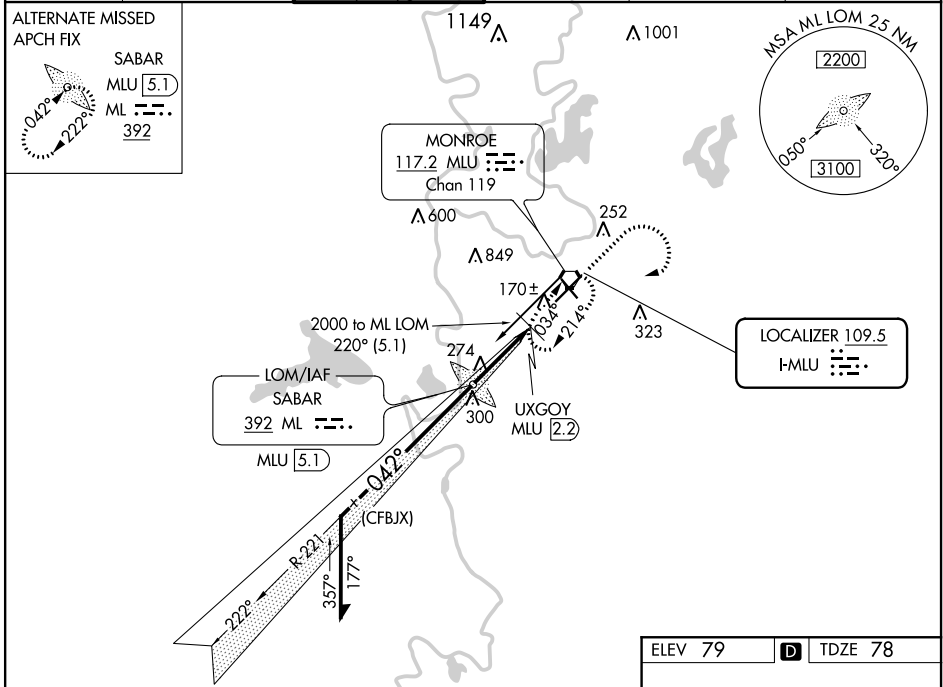 ALTERNATE MISSED
APCH FIX
SABAR
MLU 5.1
ML
392
042°
222°
1149
1001
MSA ML LOM 25 NM
2200
050°
320°
3100
MONROE
117.2 MLU
Chan 119
600
849
252
170±
034°
214°
323
2000 to ML LOM
220° (5.1)
274
LOCALIZER 109.5
I-MLU
LOM/IAF
SABAR
392 ML
MLU 5.1
300
UXGOY
MLU 2.2
042°
(CFBJX)
R-221
222°
357°
177°
ELEV 79
D
TDZE 78